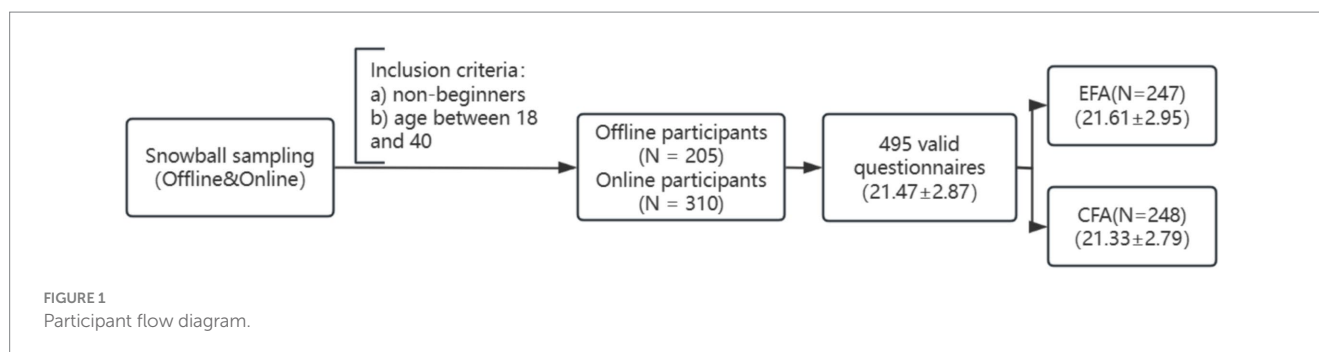 Snowball sampling
(Offline&Online)
Inclusion criteria:
a) non-beginners
b) age between 18
and 40
Offline participants
(N = 205)
Online participants
(N = 310)
495 valid
questionnaires
(21.47±2.87)
EFA(N=247)
(21.61±2.95)
CFA(N=248)
(21.33±2.79)
FIGURE 1
Participant flow diagram.